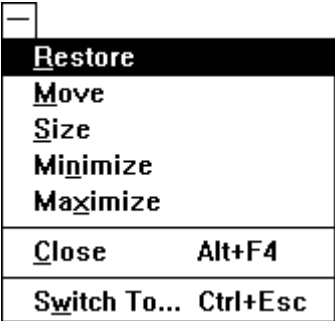 Restore
Move
Size
Minimize
Maximize
Close Alt+F4
Switch To... Ctrl+Esc